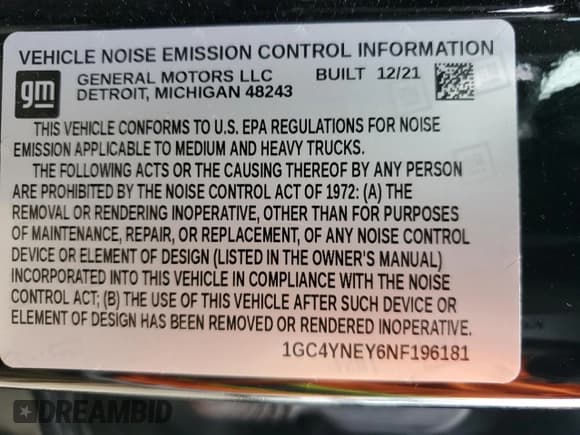 VEHICLE NOISE EMISSION CONTROL INFORMATION
gm
GENERAL MOTORS LLC BUILT 12/21
DETROIT, MICHIGAN 48243
THIS VEHICLE CONFORMS TO U.S. EPA REGULATIONS FOR NOISE
EMISSION APPLICABLE TO MEDIUM AND HEAVY TRUCKS.
THE FOLLOWING ACTS OR THE CAUSING THEREOF BY ANY PERSON
ARE PROHIBITED BY THE NOISE CONTROL ACT OF 1972: (A) THE
REMOVAL OR RENDERING INOPERATIVE, OTHER THAN FOR PURPOSES
OF MAINTENANCE, REPAIR, OR REPLACEMENT, OF ANY NOISE CONTROL
DEVICE OR ELEMENT OF DESIGN (LISTED IN THE OWNER'S MANUAL)
INCORPORATED INTO THIS VEHICLE IN COMPLIANCE WITH THE NOISE
CONTROL ACT; (B) THE USE OF THIS VEHICLE AFTER SUCH DEVICE OR
ELEMENT OF DESIGN HAS BEEN REMOVED OR RENDERED INOPERATIVE.
1GC4YNEY6NF196181
DREAMBID